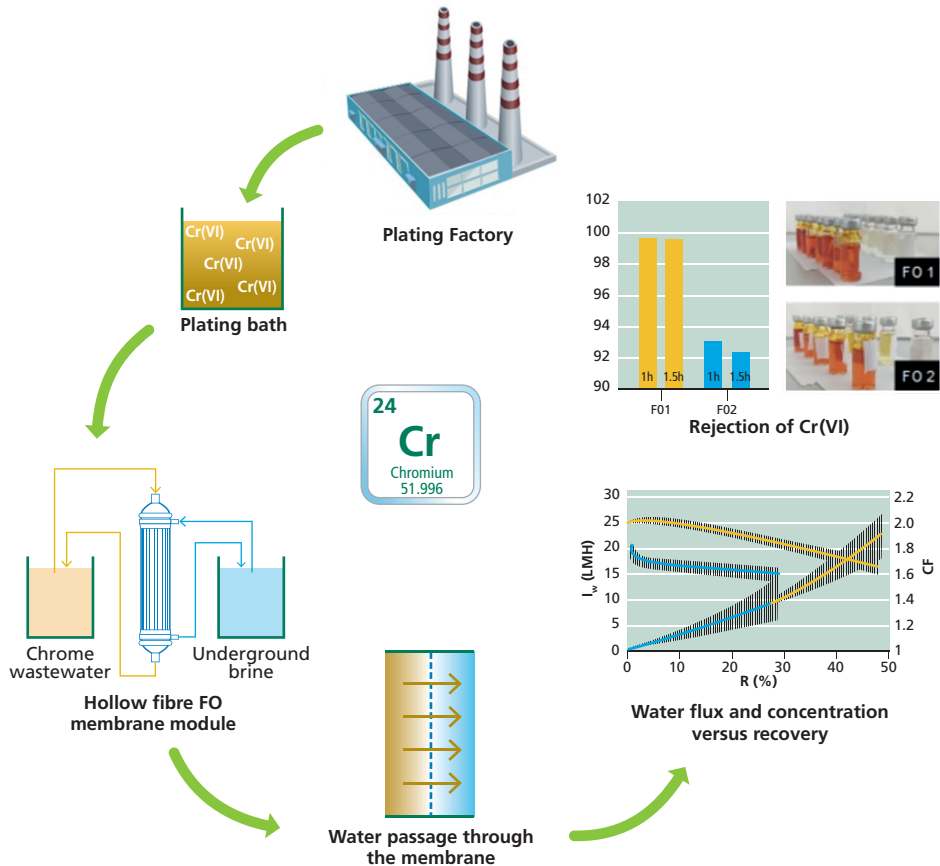 Plating Factory
Cr(VI)
Cr(VI)
Cr(VI)
Cr(VI)
Cr(VI)
Plating bath
102
100
98
96
94
92
90
1h
1.5h
1h
1.5h
F01
F02
Rejection of Cr(VI)
FO 1
FO 2
24
Cr
Chromium
51.996
Chrome
wastewater
Underground
brine
Hollow fibre FO
membrane module
Water passage through
the membrane
30
25
20
15
10
5
0
I_w (LMH)
2.2
2.0
1.8
1.6
1.4
1.2
1
CF
0
10
20
30
40
50
R (%)
Water flux and concentration
versus recovery